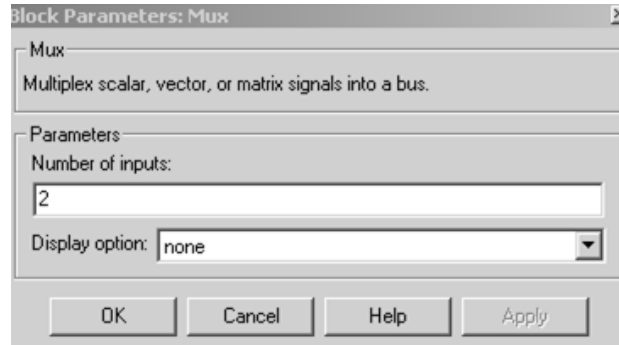 Block Parameters: Mux
Mux
Multiplex scalar, vector, or matrix signals into a bus.
Parameters
Number of inputs:
2
Display option: none
OK Cancel Help Apply